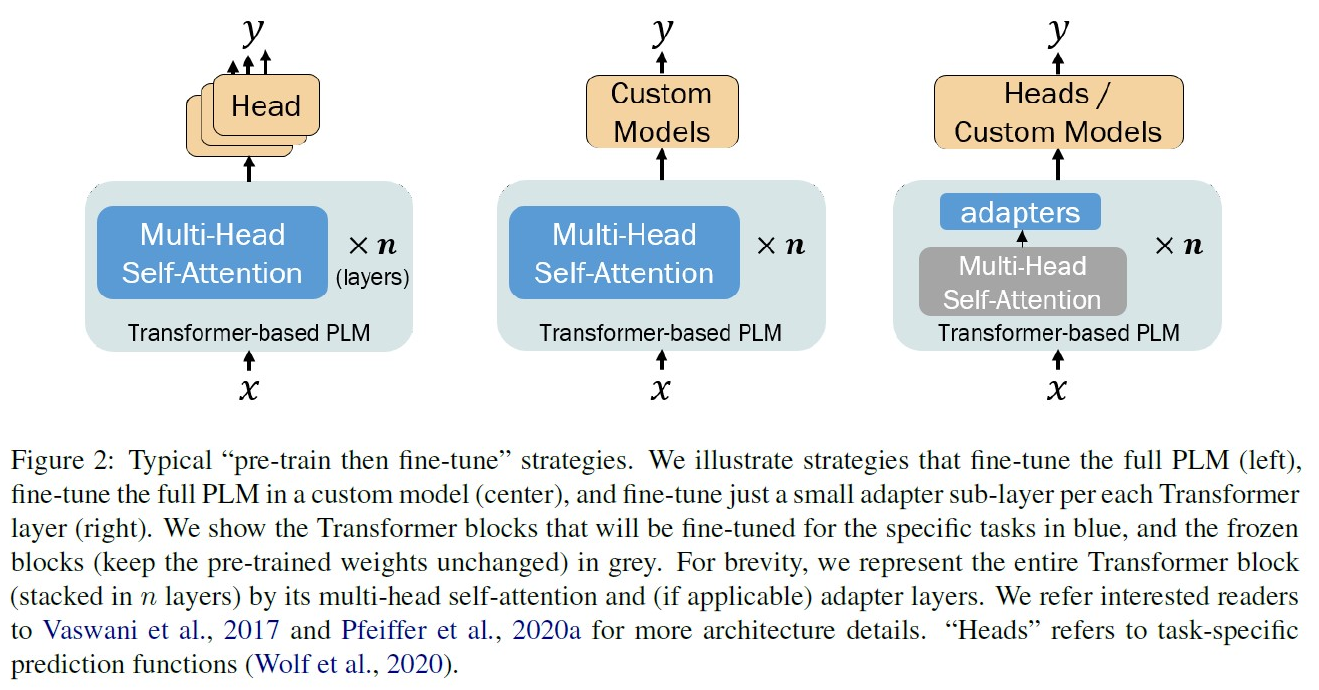 y
Head
Multi-Head
Self-Attention
× n
(layers)
Transformer-based PLM
x
y
Custom
Models
Multi-Head
Self-Attention
× n
Transformer-based PLM
x
y
Heads /
Custom Models
adapters
Multi-Head
Self-Attention
× n
Transformer-based PLM
x
Figure 2: Typical “pre-train then fine-tune” strategies. We illustrate strategies that fine-tune the full PLM (left),
fine-tune the full PLM in a custom model (center), and fine-tune just a small adapter sub-layer per each Transformer
layer (right). We show the Transformer blocks that will be fine-tuned for the specific tasks in blue, and the frozen
blocks (keep the pre-trained weights unchanged) in grey. For brevity, we represent the entire Transformer block
(stacked in n layers) by its multi-head self-attention and (if applicable) adapter layers. We refer interested readers
to Vaswani et al., 2017 and Pfeiffer et al., 2020a for more architecture details. “Heads” refers to task-specific
prediction functions (Wolf et al., 2020).